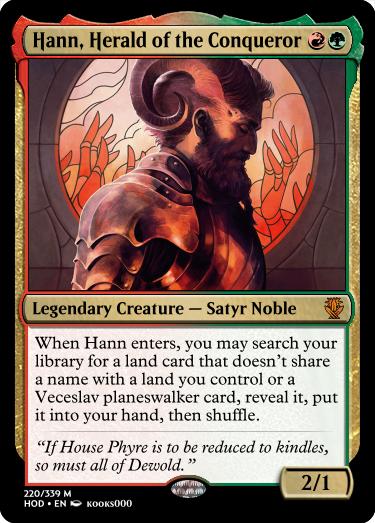 Hann, Herald of the Conqueror
Legendary Creature — Satyr Noble
When Hann enters, you may search your
library for a land card that doesn't share
a name with a land you control or a
Veceslav planeswalker card, reveal it, put
it into your hand, then shuffle.
"If House Phyre is to be reduced to kindles,
so must all of Dewold."
2/1
220/339 M
HOD • EN kooks000